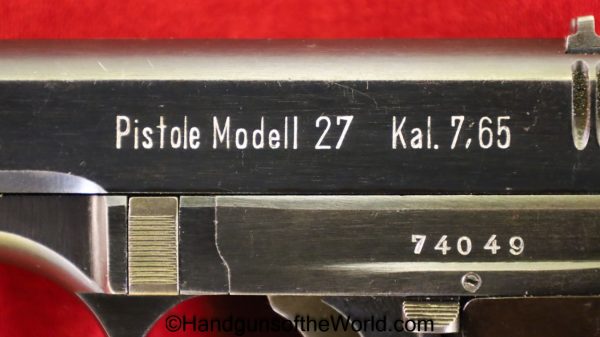 Pistole Modell 27 Kal. 7,65
74049
©HandgunsoftheWorld.com